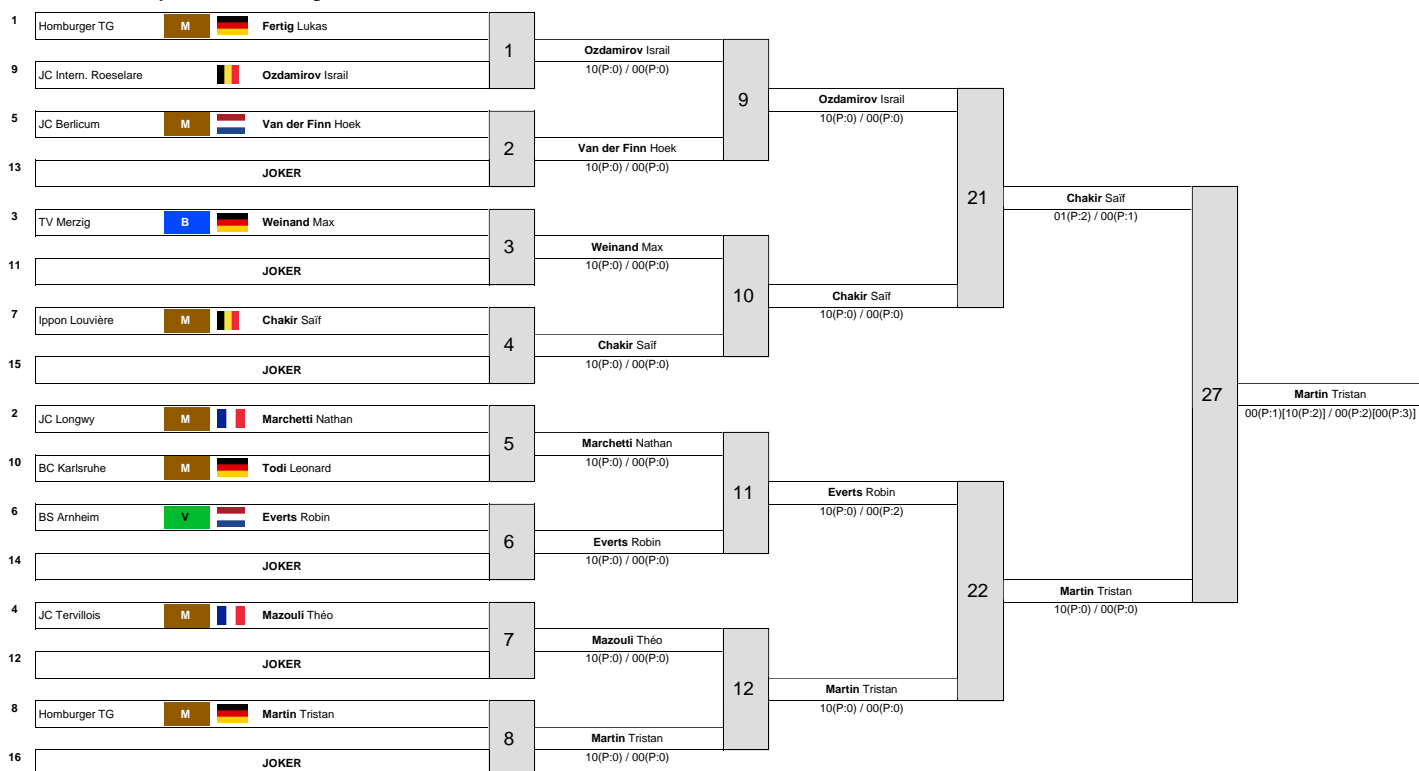 1 Homburger TG M Fertig Lukas
9 JC Intern. Roeselare Ozdamirov Israil
1
Ozdamirov Israil
10(P:0) / 00(P:0)
5 JC Berlicum M Van der Finn Hoek
13 JOKER
2
Van der Finn Hoek
10(P:0) / 00(P:0)
9
Ozdamirov Israil
10(P:0) / 00(P:0)
3 TV Merzig B Weinand Max
11 JOKER
3
Weinand Max
10(P:0) / 00(P:0)
7 Ippon Louvière M Chakir Saïf
15 JOKER
4
Chakir Saïf
10(P:0) / 00(P:0)
10
Chakir Saïf
10(P:0) / 00(P:0)
21
Chakir Saïf
01(P:2) / 00(P:1)
2 JC Longwy M Marchetti Nathan
10 BC Karlsruhe M Todi Leonard
5
Marchetti Nathan
10(P:0) / 00(P:0)
6 BS Arnheim V Everts Robin
14 JOKER
6
Everts Robin
10(P:0) / 00(P:0)
11
Everts Robin
10(P:0) / 00(P:2)
4 JC Tervillois M Mazouli Théo
12 JOKER
7
Mazouli Théo
10(P:0) / 00(P:0)
8 Homburger TG M Martin Tristan
16 JOKER
8
Martin Tristan
10(P:0) / 00(P:0)
12
Martin Tristan
10(P:0) / 00(P:0)
22
Martin Tristan
10(P:0) / 00(P:0)
27
Martin Tristan
00(P:1)[10(P:2)] / 00(P:2)[00(P:3)]